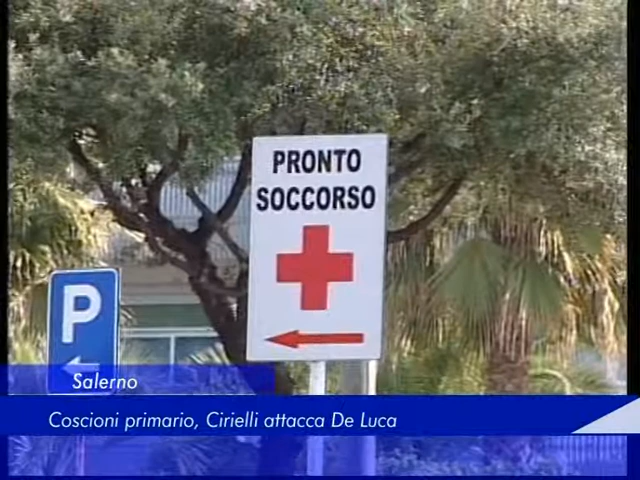 PRONTO
SOCCORSO
P
Salerno
Coscioni primario, Cirielli attacca De Luca